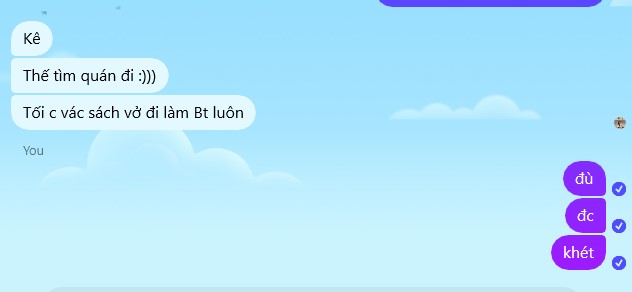 Kê
Thế tìm quán đi :)))
Tối c vác sách vở đi làm Bt luôn
You
đù
đc
khét